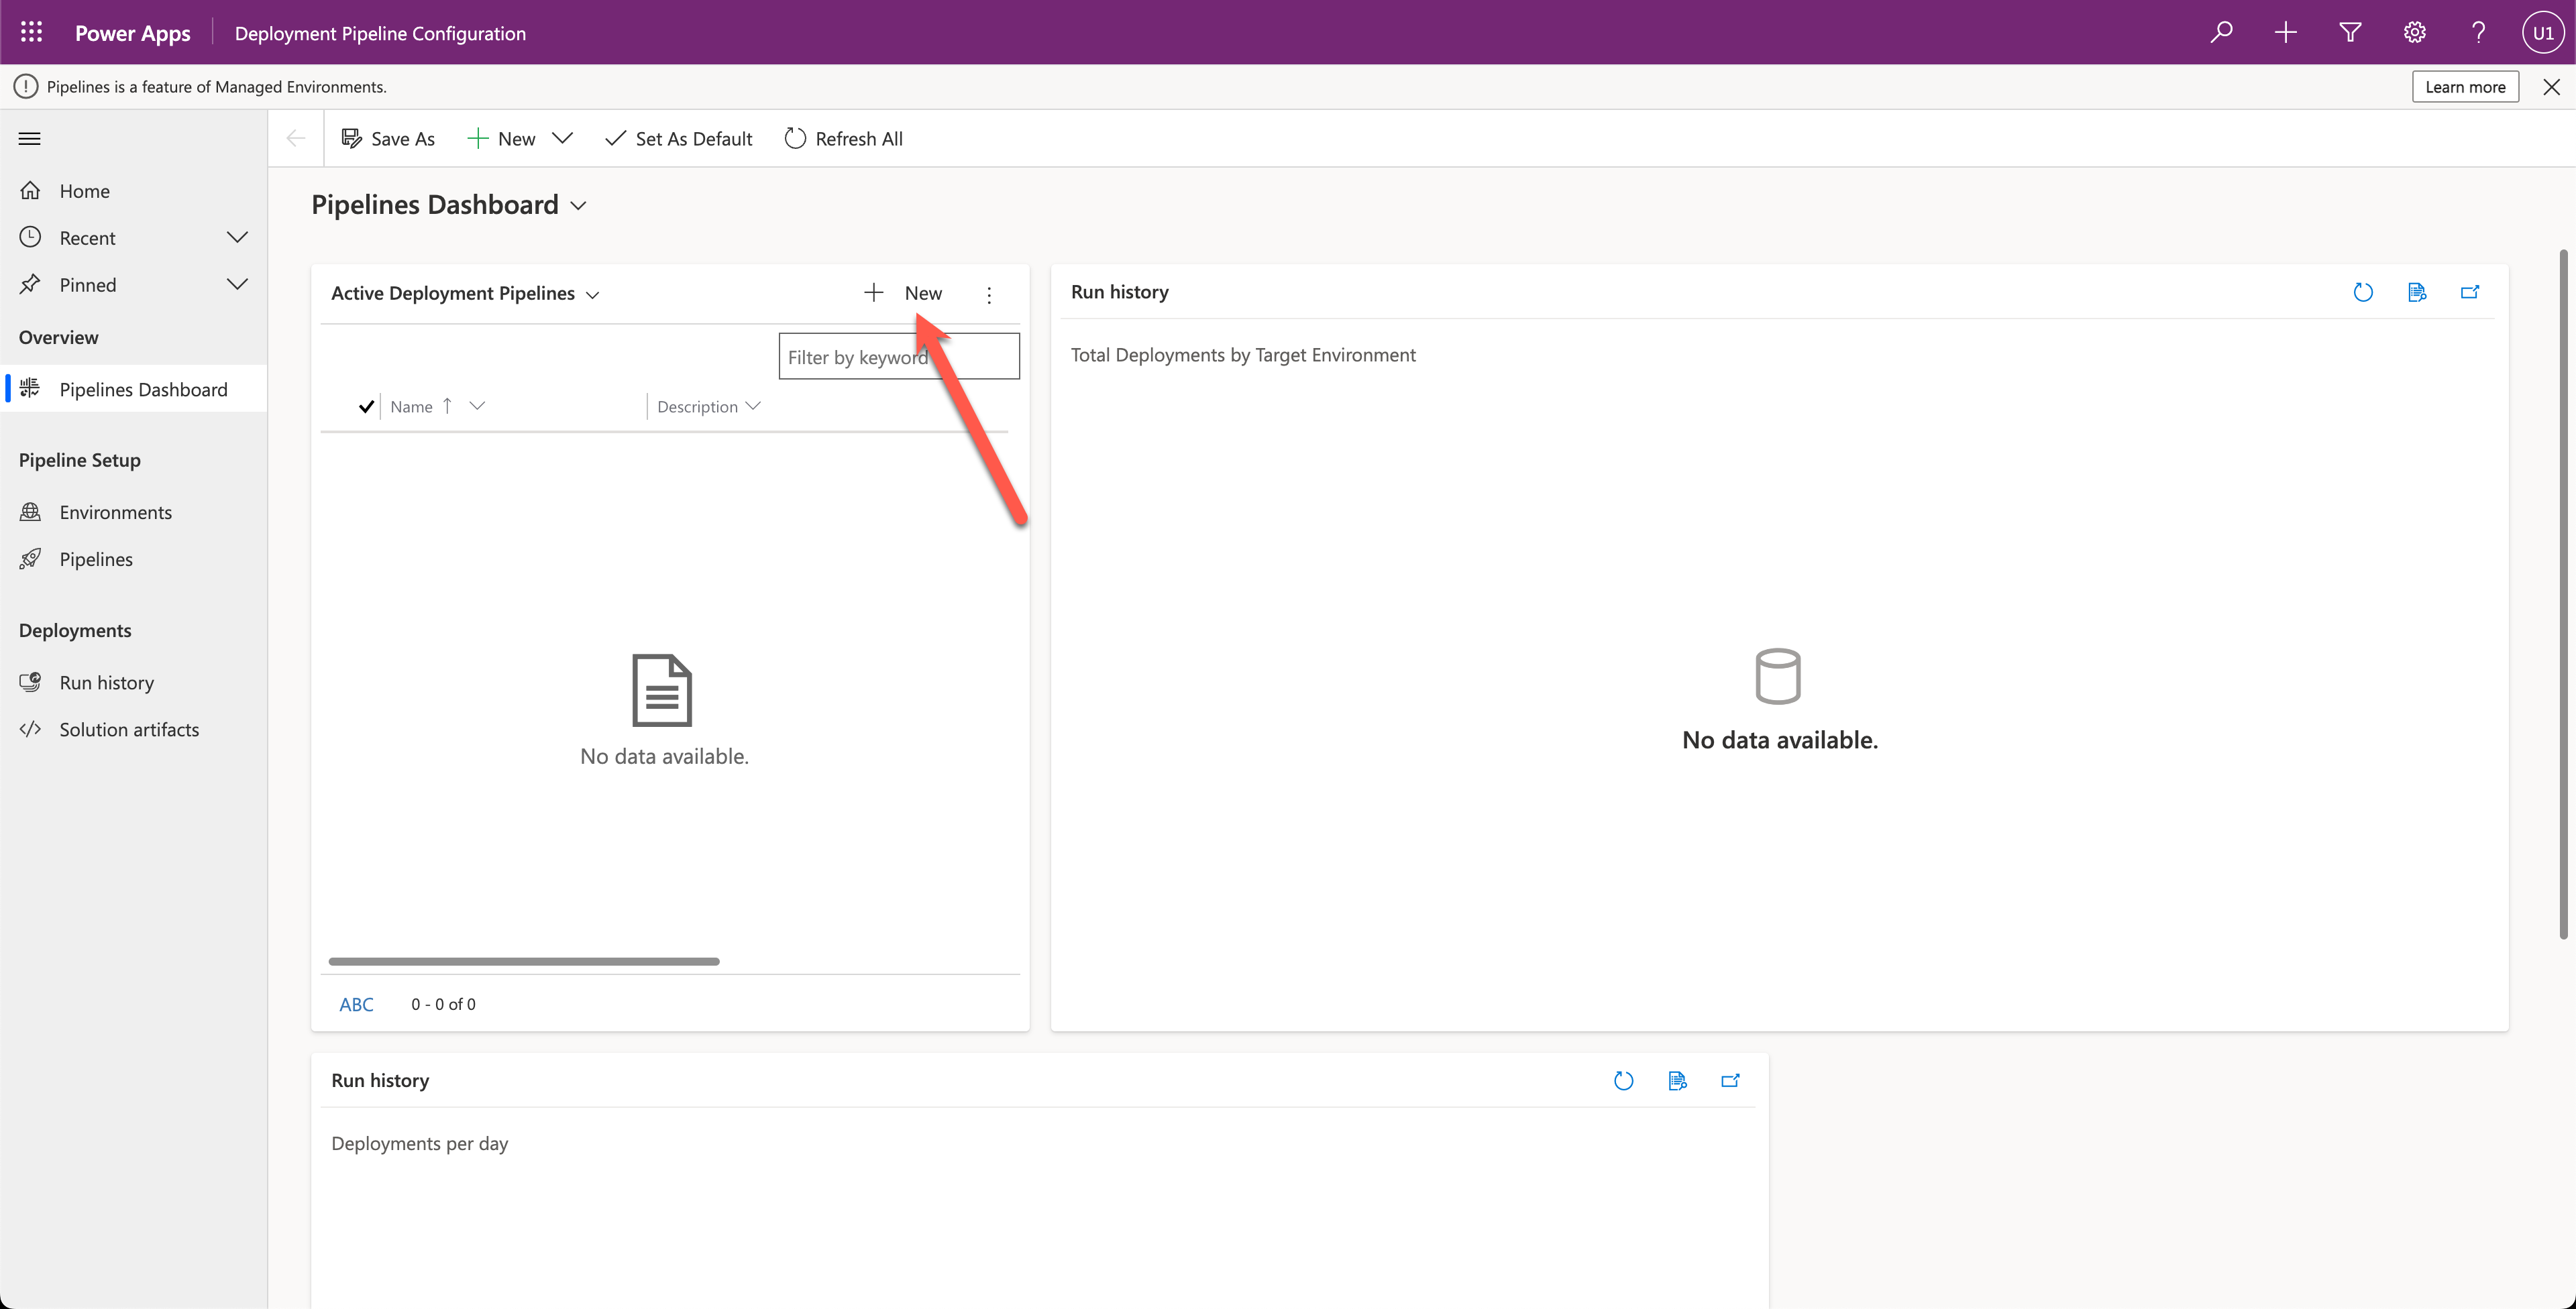 Power Apps
Deployment Pipeline Configuration
U1
Pipelines is a feature of Managed Environments.
Learn more
Save As
New
Set As Default
Refresh All
Home
Recent
Pinned
Overview
Pipelines Dashboard
Pipeline Setup
Environments
Pipelines
Deployments
Run history
Solution artifacts
Pipelines Dashboard
Active Deployment Pipelines
New
Filter by keyword
Name
Description
No data available.
ABC
0 - 0 of 0
Run history
Total Deployments by Target Environment
No data available.
Run history
Deployments per day